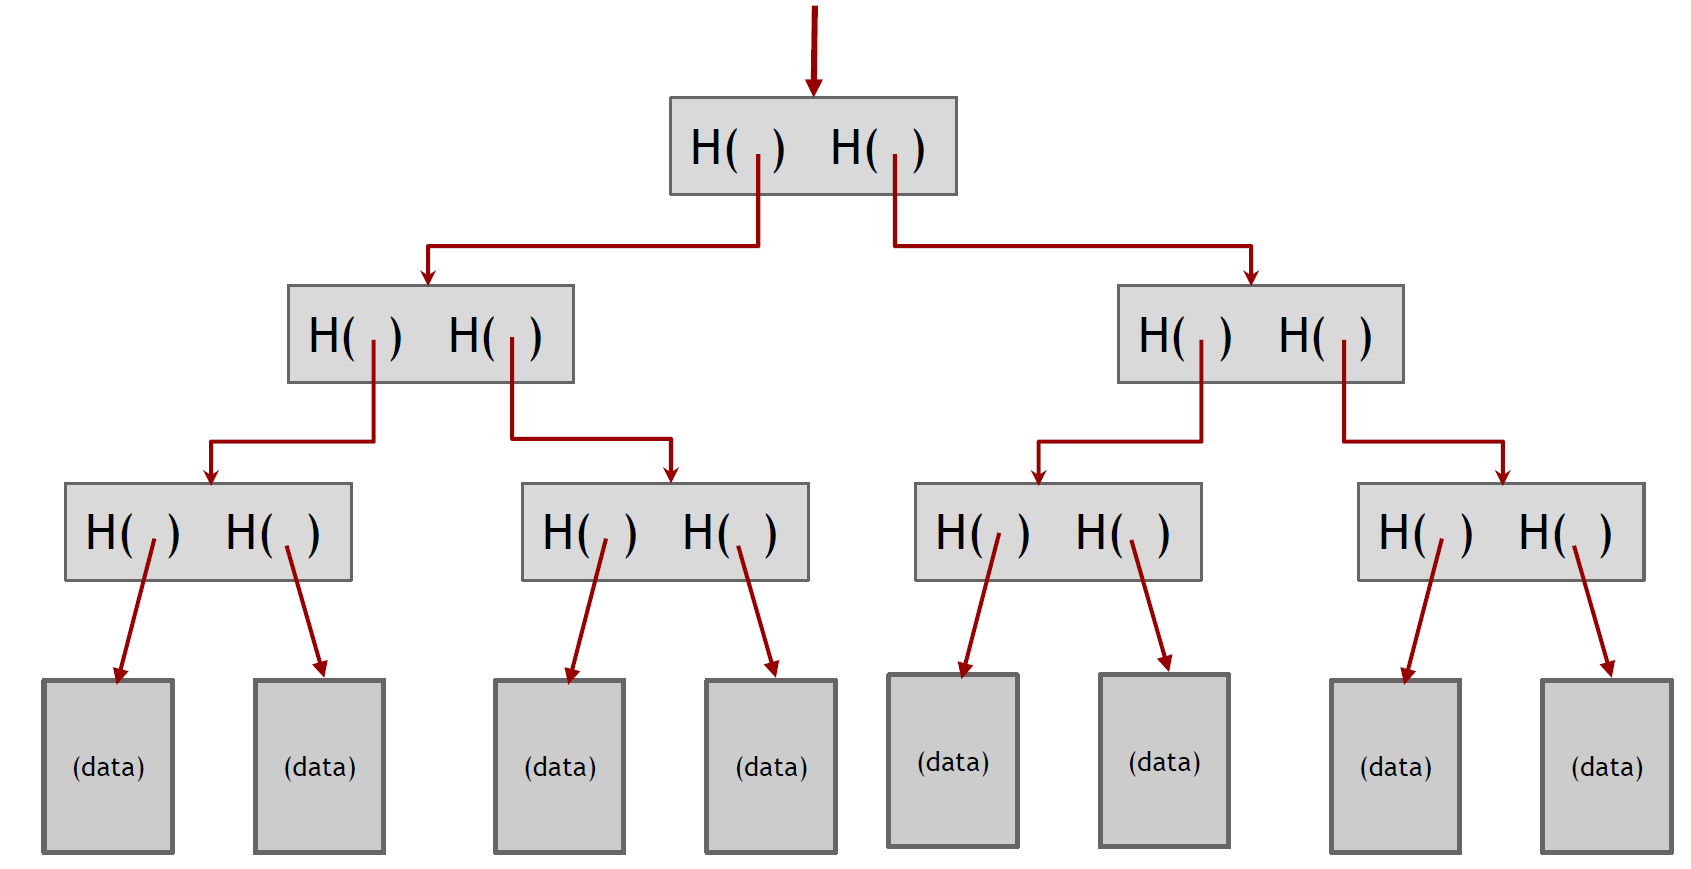 H( ) H( )
H( ) H( ) H( ) H( )
H( ) H( ) H( ) H( ) H( ) H( ) H( ) H( )
(data) (data) (data) (data) (data) (data) (data) (data)